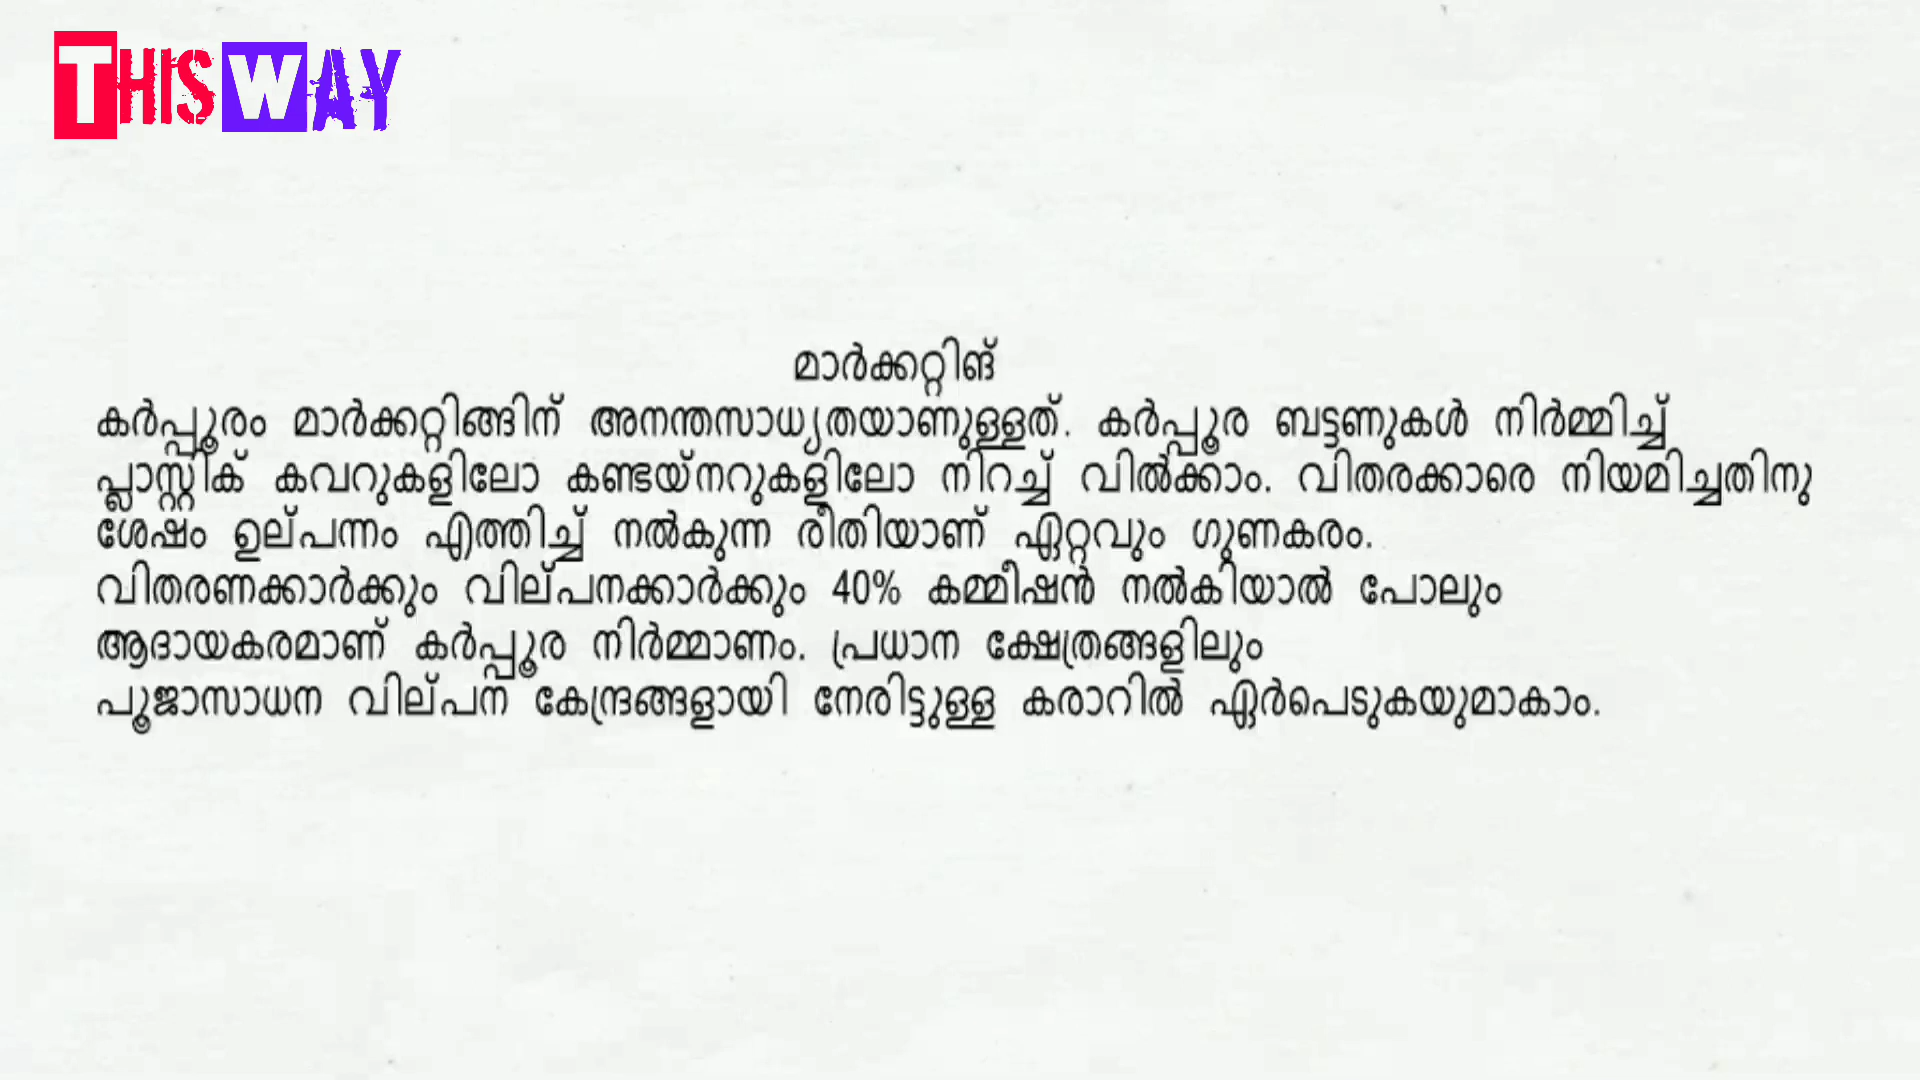 THIS WAY
മാർക്കറ്റിങ്
കർപ്പൂരം മാർക്കറ്റിങ്ങിന് അനന്തസാധ്യതയാണുള്ളത്. കർപ്പൂര ബട്ടണുകൾ നിർമ്മിച്ച്
പ്ലാസ്റ്റിക് കവറുകളിലോ കണ്ടയ്നറുകളിലോ നിറച്ച് വിൽക്കാം. വിതരക്കാരെ നിയമിച്ചതിനു
ശേഷം ഉല്പന്നം എത്തിച്ച് നൽകുന്ന രീതിയാണ് ഏറ്റവും ഗുണകരം.
വിതരണക്കാർക്കും വില്പനക്കാർക്കും 40% കമ്മീഷൻ നൽകിയാൽ പോലും
ആദായകരമാണ് കർപ്പൂര നിർമ്മാണം. പ്രധാന ക്ഷേത്രങ്ങളിലും
പൂജാസാധന വില്പന കേന്ദ്രങ്ങളായി നേരിട്ടുള്ള കരാറിൽ ഏർപെടുകയുമാകാം.